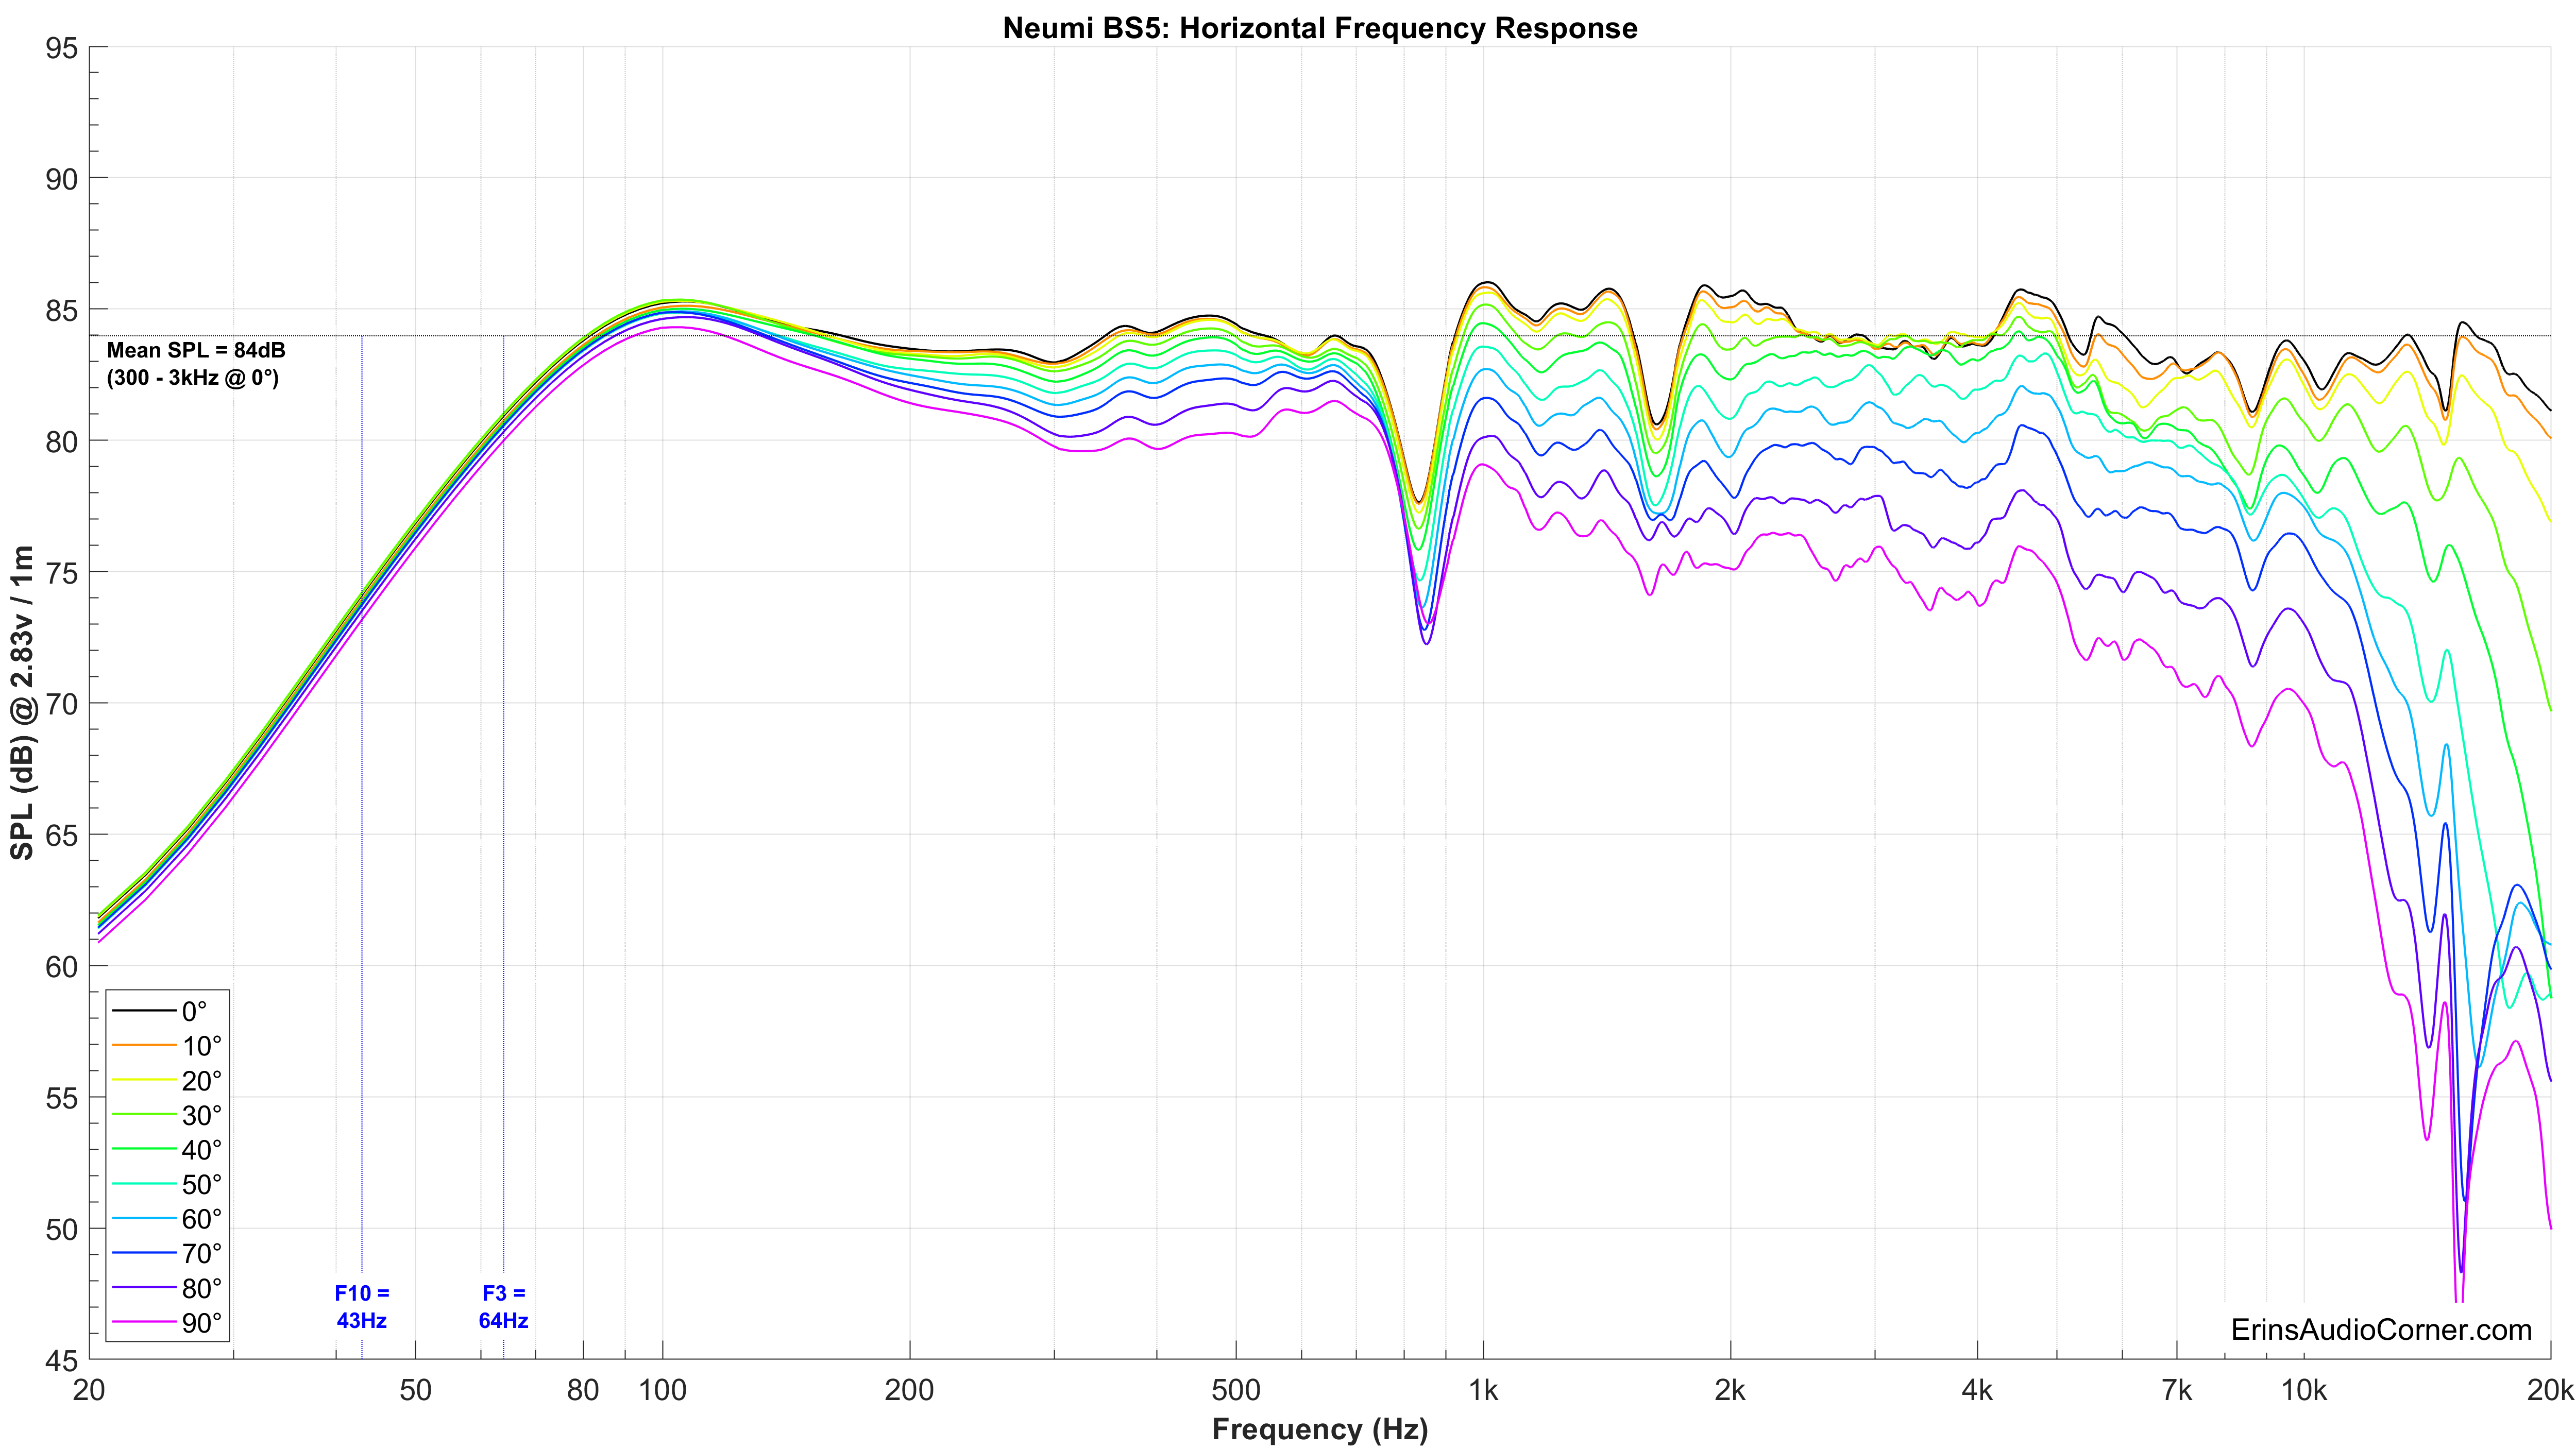 Neumi BS5: Horizontal Frequency Response
95
90
85
80
75
70
65
60
55
50
45
SPL (dB) @ 2.83v / 1m
Mean SPL = 84dB
(300 - 3kHz @ 0°)
0°
10°
20°
30°
40°
50°
60°
70°
80°
90°
F10 =
43Hz
F3 =
64Hz
ErinsAudioCorner.com
20 50 80 100 200 500 1k 2k 4k 7k 10k 20k
Frequency (Hz)